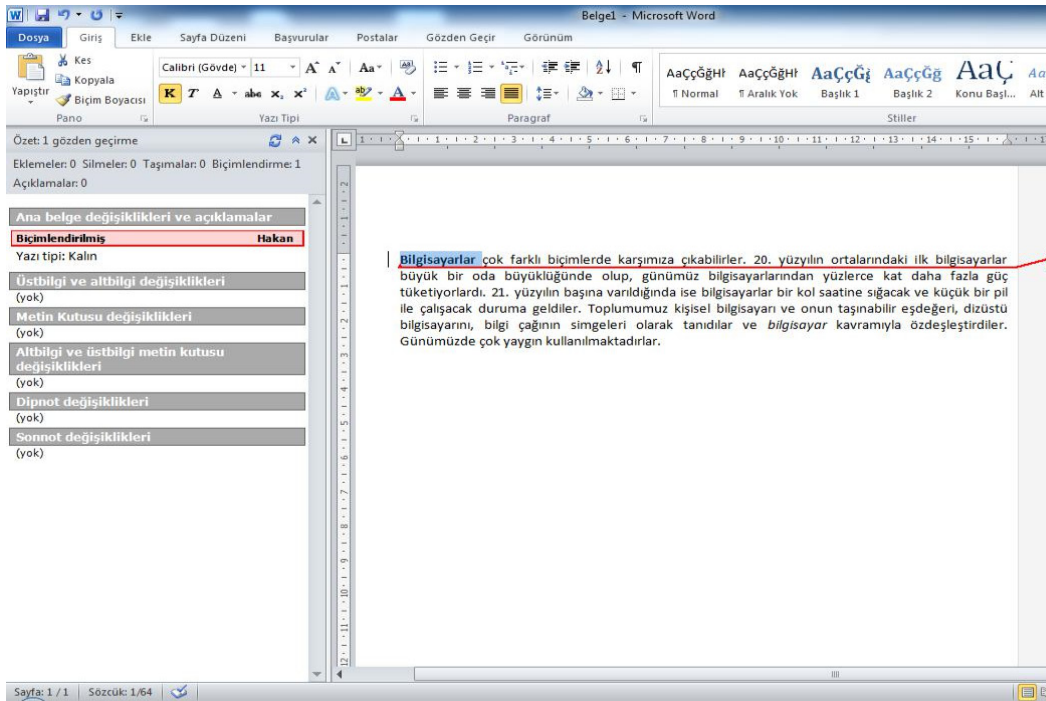 Belge1 - Microsoft Word
Dosya Giriş Ekle Sayfa Düzeni Başvurular Postalar Gözden Geçir Görünüm
Yapıştır
Kes
Kopyala
Biçim Boyacısı
Pano
Calibri (Gövde) 11
K T A abe x₂ x²
Yazı Tipi
Paragraf
AaÇçĞğHł AaÇçĞğHł AaÇçĞğ AaÇçĞğ AaÇ Aa
¶ Normal ¶ Aralık Yok Başlık 1 Başlık 2 Konu Başl... Alt
Stiller
Özet: 1 gözden geçirme
Eklemeler: 0 Silmeler: 0 Taşımalar: 0 Biçimlendirme: 1
Açıklamalar: 0
Ana belge değişiklikleri ve açıklamalar
Biçimlendirilmiş Hakan
Yazı tipi: Kalın
Üstbilgi ve altbilgi değişiklikleri
(yok)
Metin Kutusu değişiklikleri
(yok)
Altbilgi ve üstbilgi metin kutusu
değişiklikleri
(yok)
Dipnot değişiklikleri
(yok)
Sonnot değişiklikleri
(yok)
Bilgisayarlar çok farklı biçimlerde karşımıza çıkabilirler. 20. yüzyılın ortalarındaki ilk bilgisayarlar
büyük bir oda büyüklüğünde olup, günümüz bilgisayarlarından yüzlerce kat daha fazla güç
tüketiyorlardı. 21. yüzyılın başına varıldığında ise bilgisayarlar bir kol saatine sığacak ve küçük bir pil
ile çalışacak duruma geldiler. Toplumumuz kişisel bilgisayarı ve onun taşınabilir eşdeğeri, dizüstü
bilgisayarını, bilgi çağının simgeleri olarak tanıdılar ve bilgisayar kavramıyla özdeşleştirdiler.
Günümüzde çok yaygın kullanılmaktadırlar.
Sayfa: 1 / 1 Sözcük: 1/64